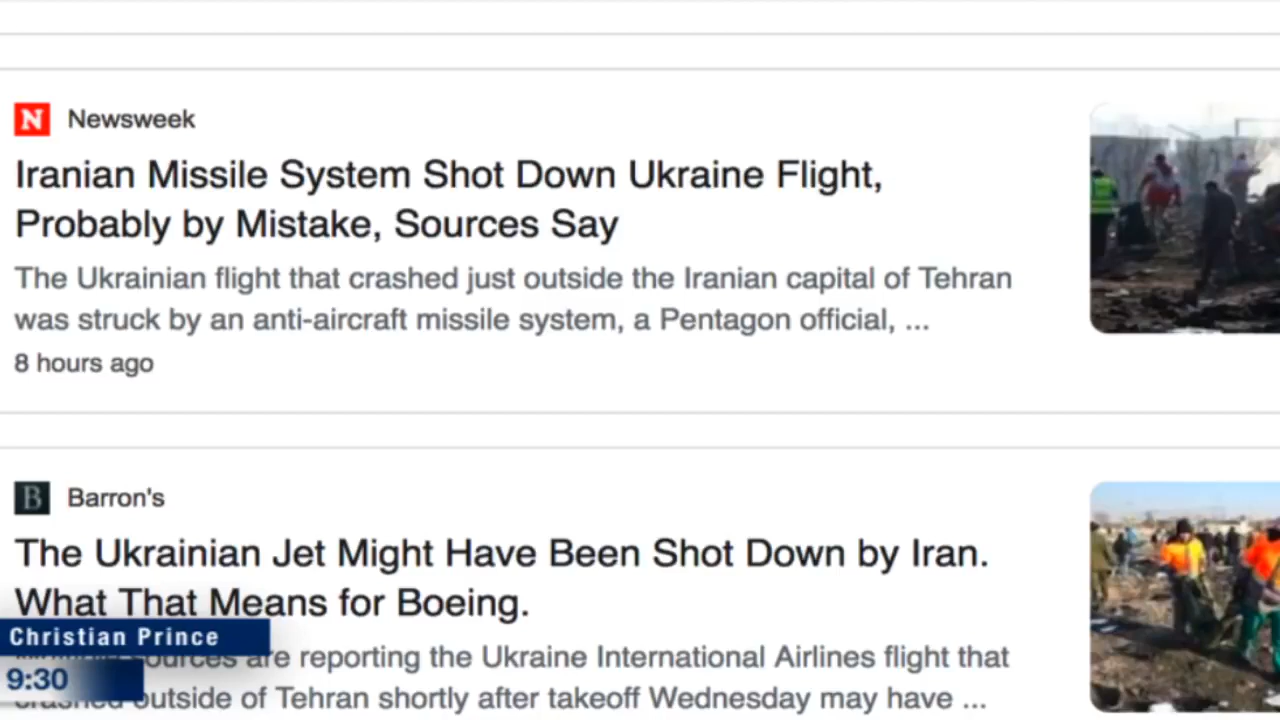 N Newsweek
Iranian Missile System Shot Down Ukraine Flight,
Probably by Mistake, Sources Say
The Ukrainian flight that crashed just outside the Iranian capital of Tehran
was struck by an anti-aircraft missile system, a Pentagon official, ...
8 hours ago
B Barron's
The Ukrainian Jet Might Have Been Shot Down by Iran.
What That Means for Boeing.
Christian Prince
sources are reporting the Ukraine International Airlines flight that
9:30
crashed outside of Tehran shortly after takeoff Wednesday may have ...